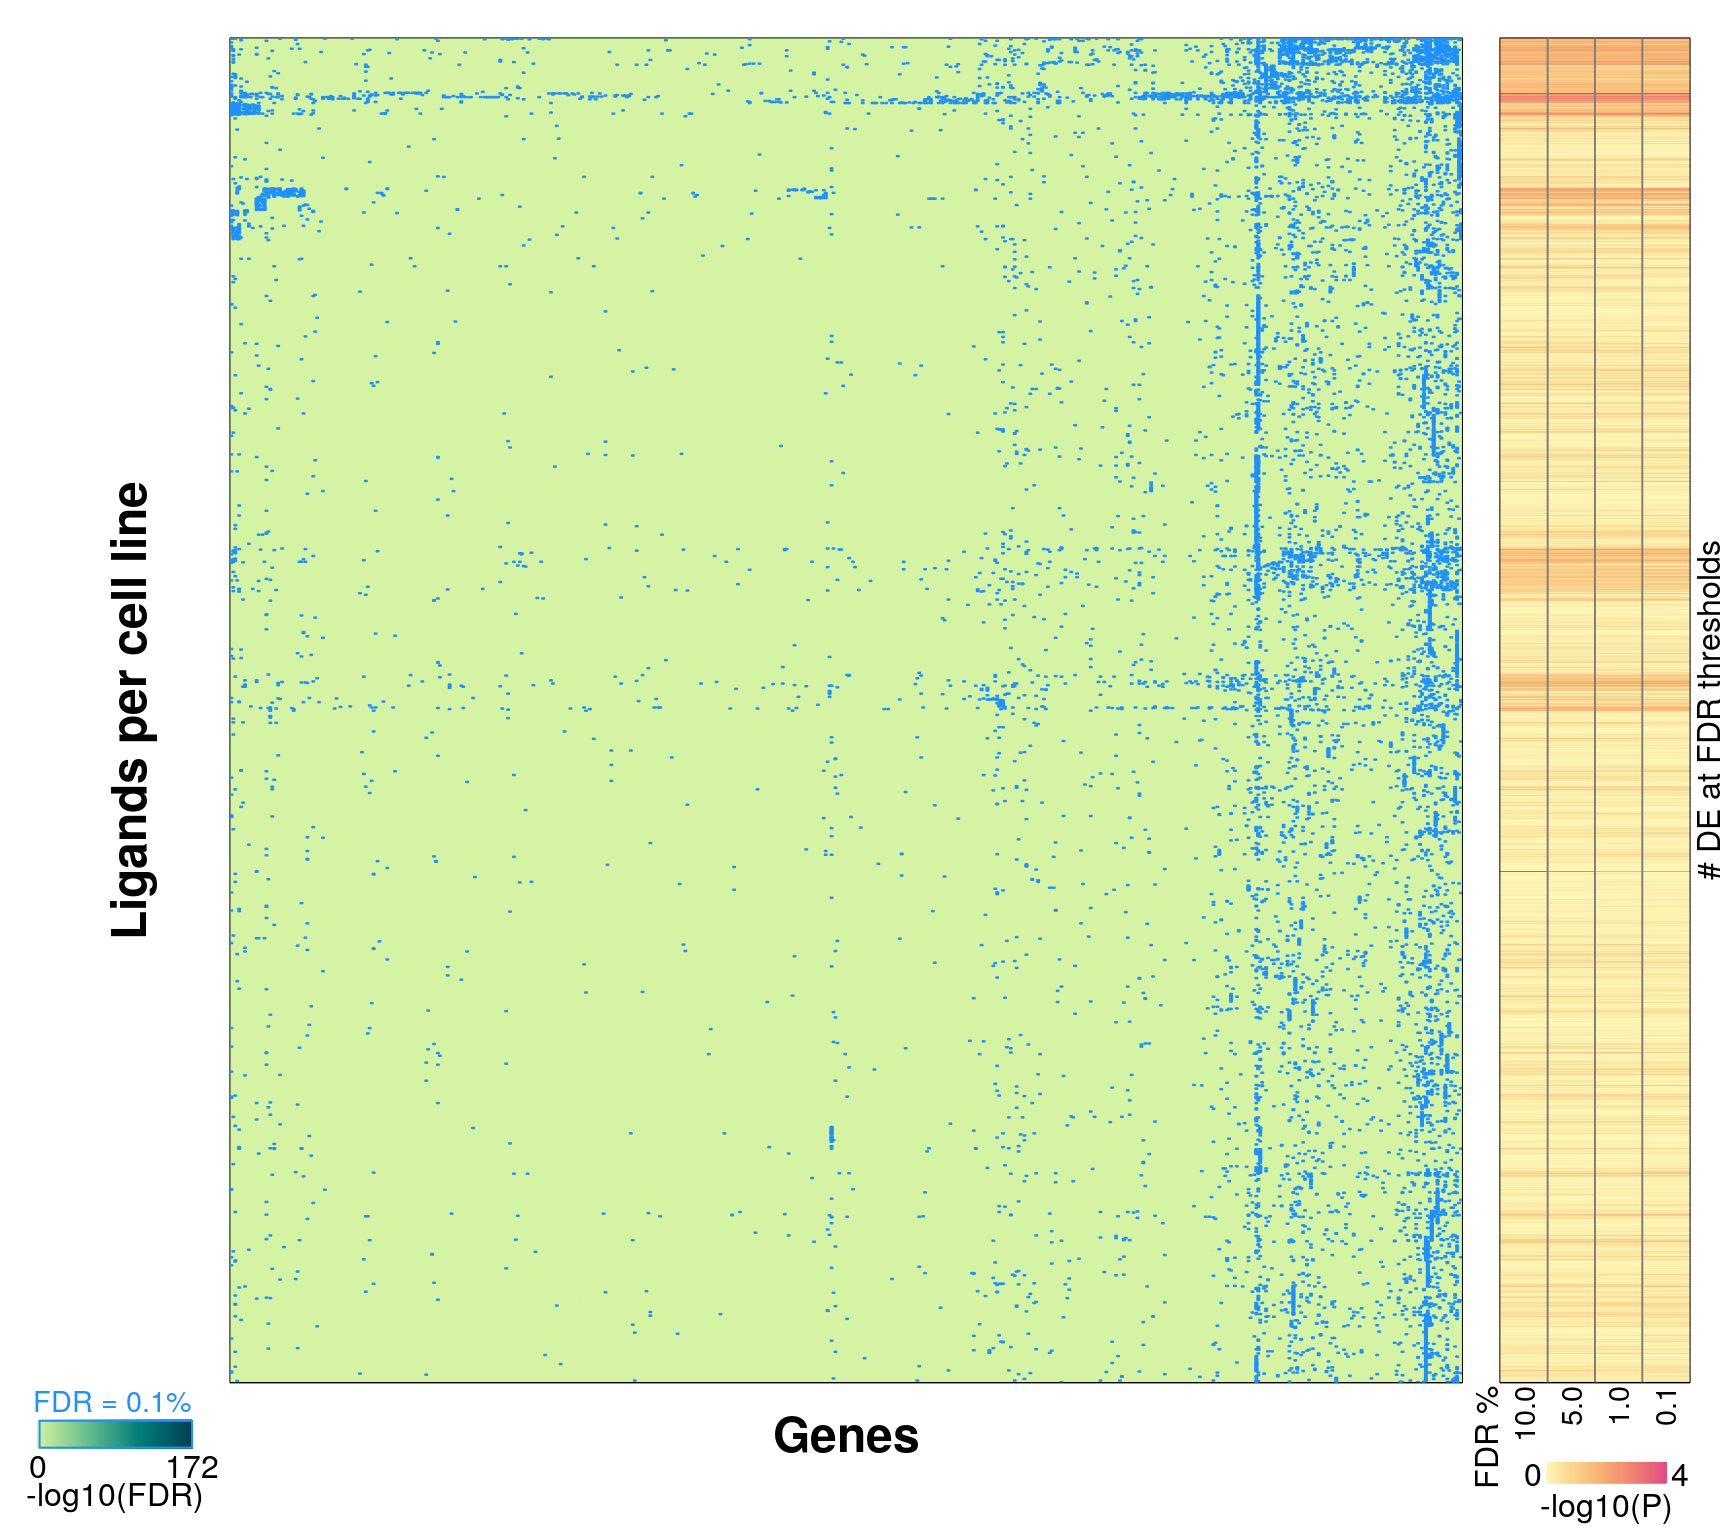 Ligands per cell line
# DE at FDR thresholds
FDR = 0.1%
0 172
-log10(FDR)
Genes
FDR %
10.0
5.0
1.0
0.1
0 4
-log10(P)